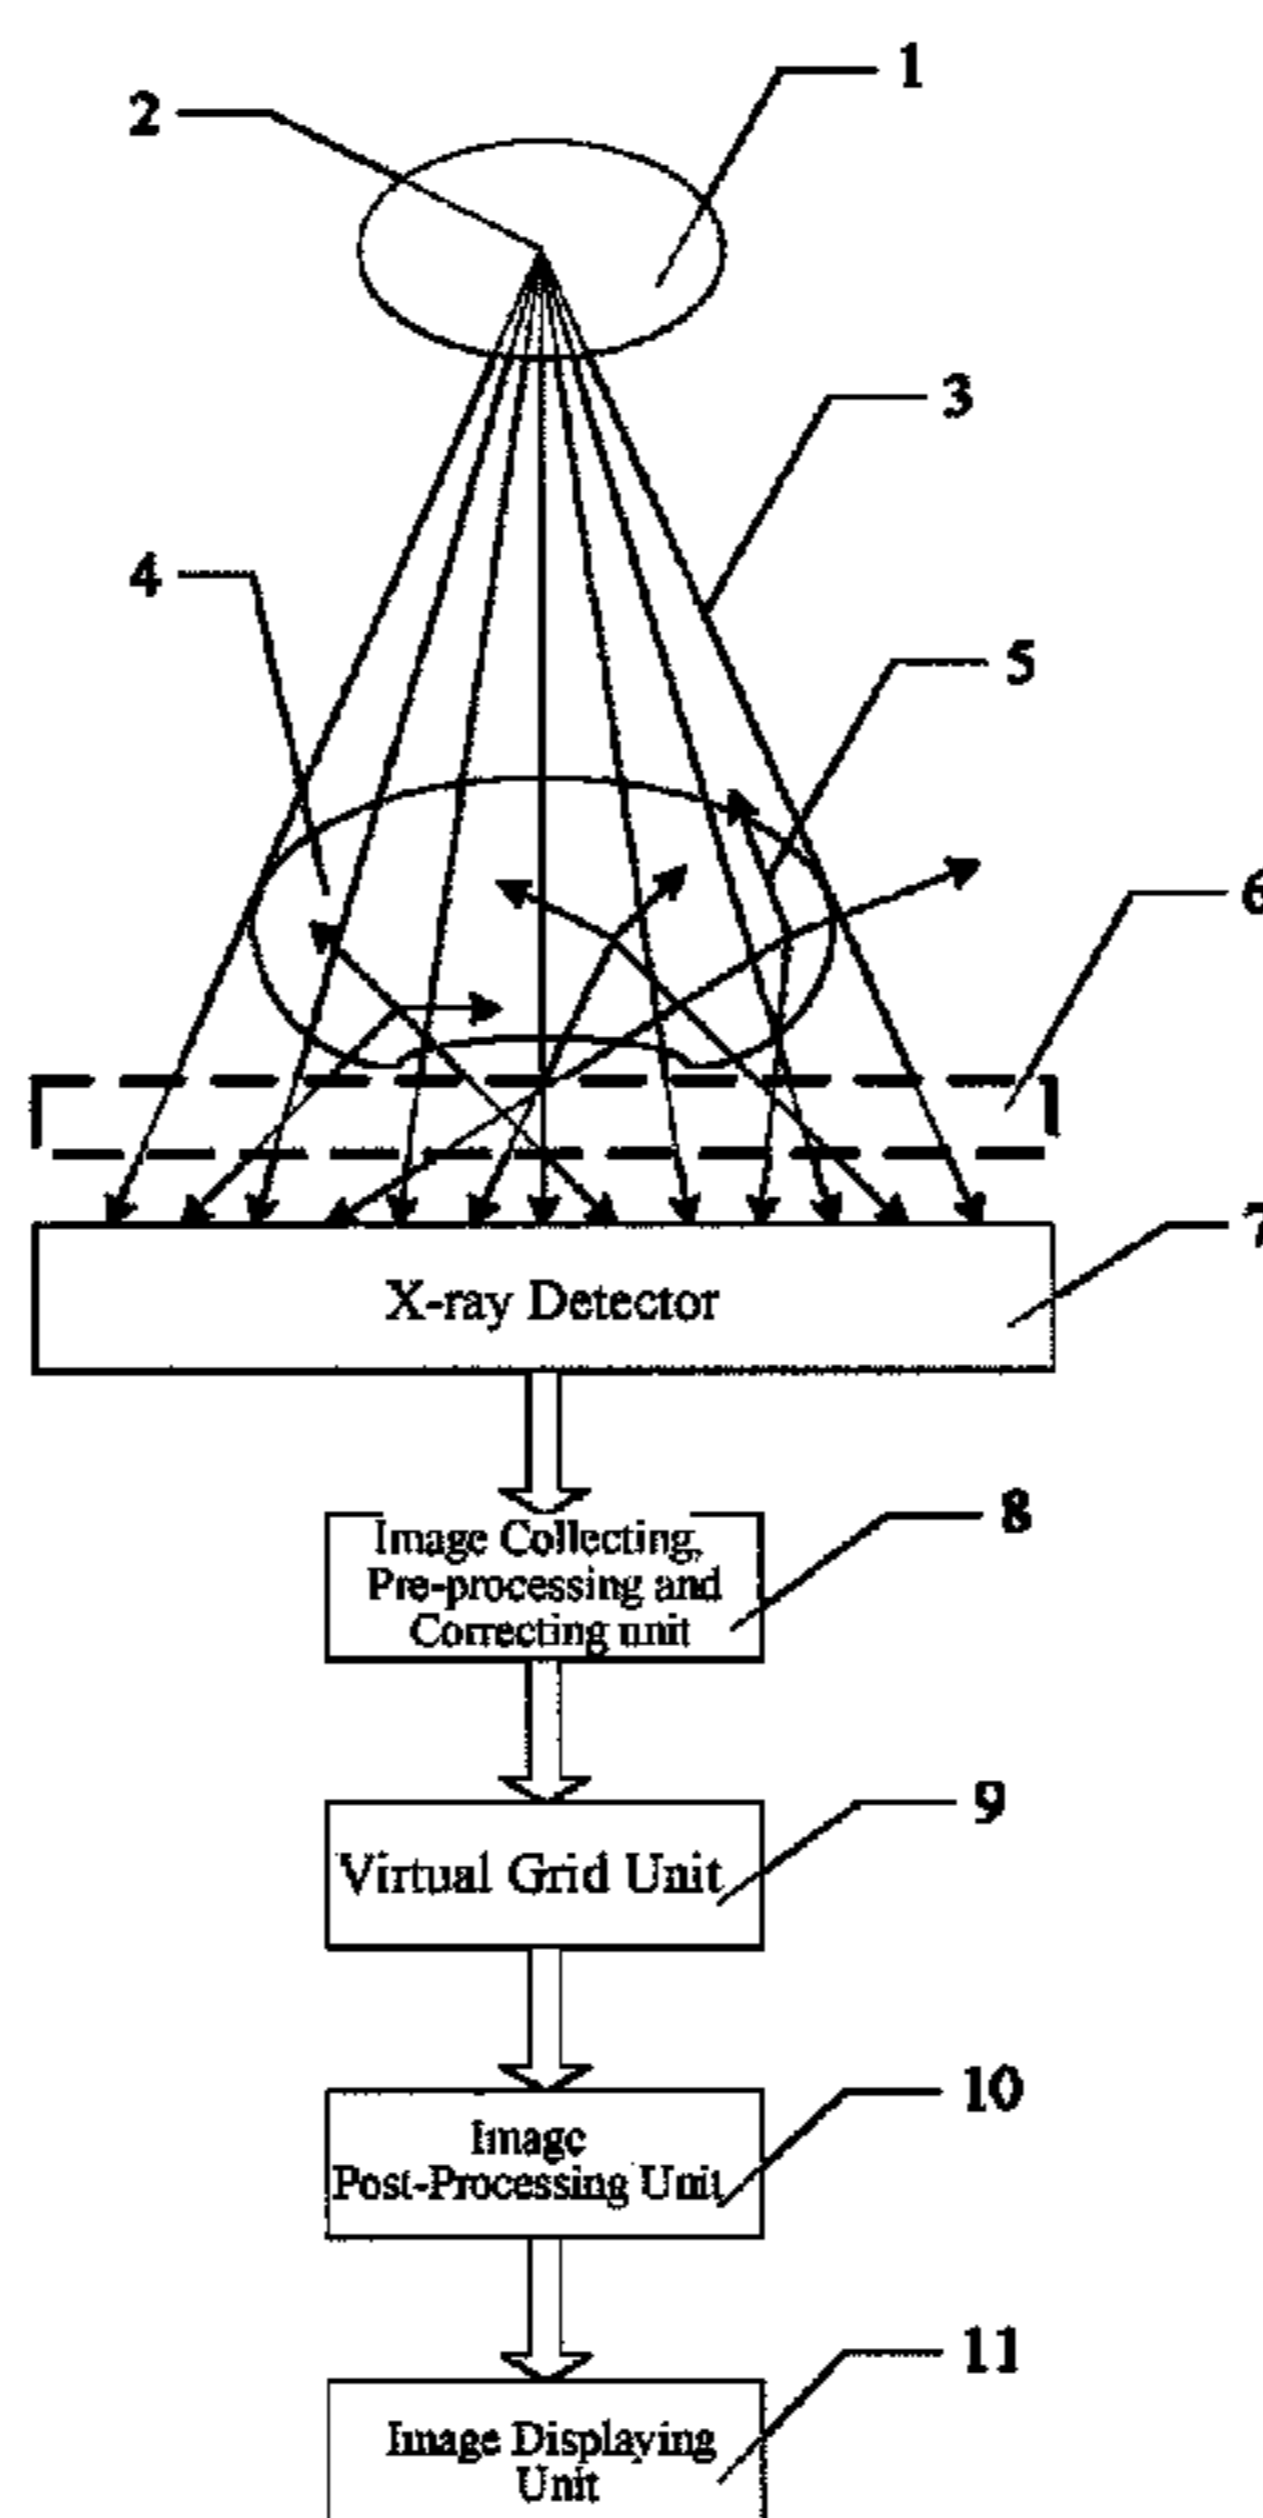 1
2
3
4
5
6
7
X-ray Detector
8
Image Collecting,
Pre-processing and
Correcting unit
9
Virtual Grid Unit
10
Image
Post-Processing Unit
11
Image Displaying
Unit